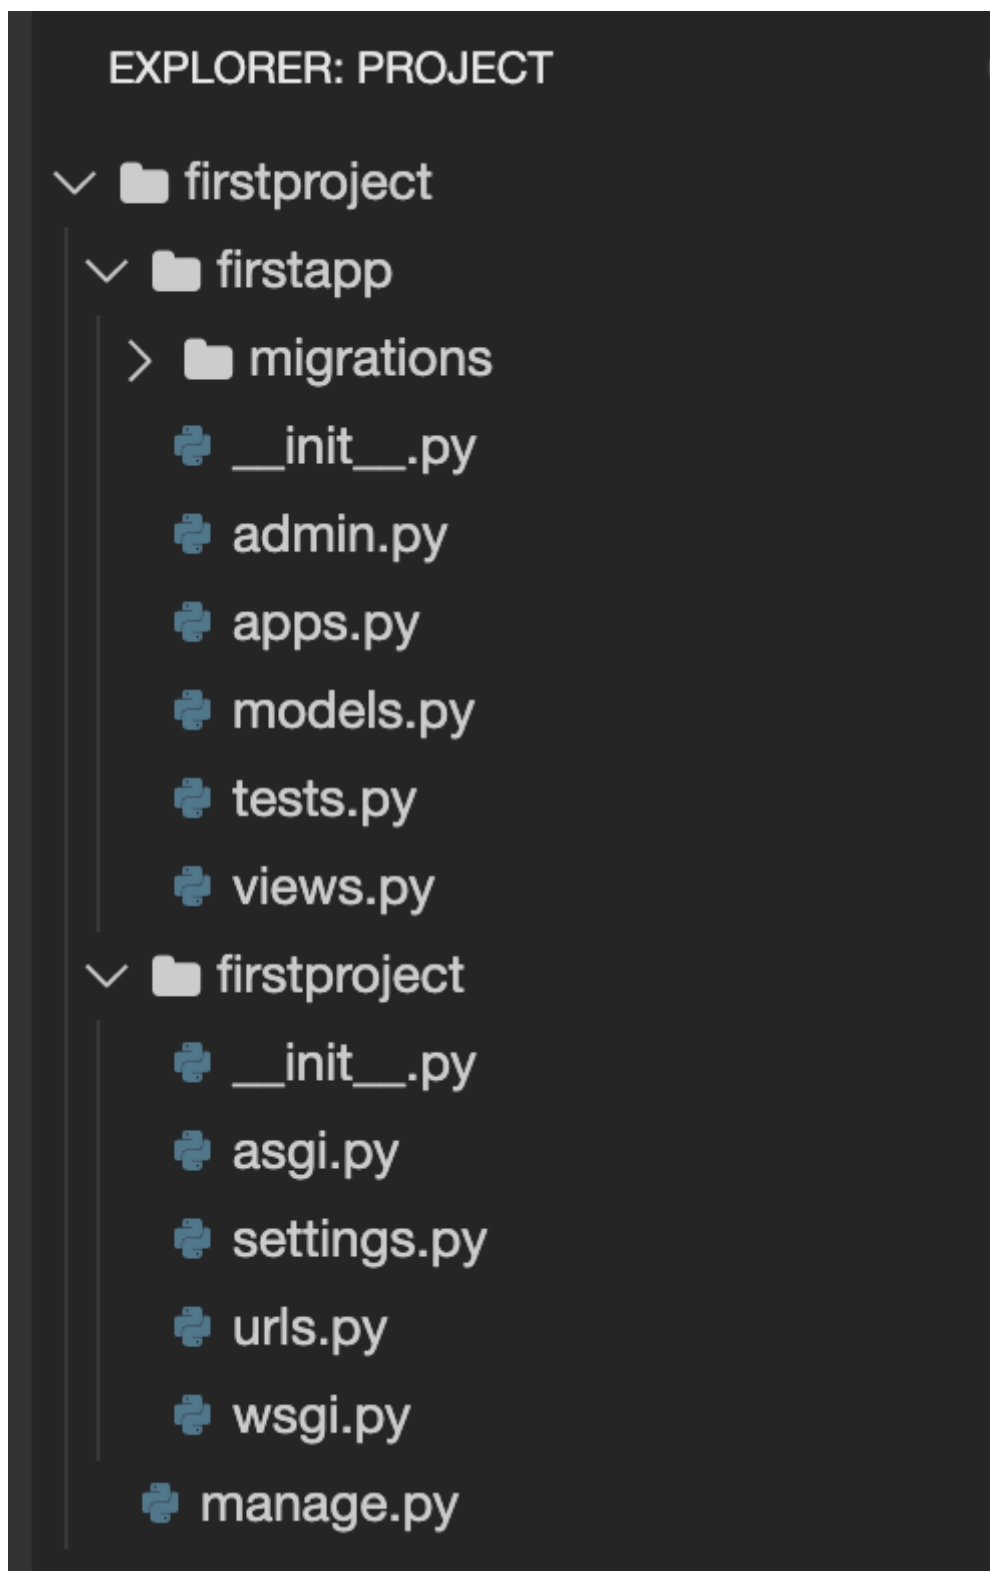 EXPLORER: PROJECT
firstproject
firstapp
migrations
__init__.py
admin.py
apps.py
models.py
tests.py
views.py
firstproject
__init__.py
asgi.py
settings.py
urls.py
wsgi.py
manage.py